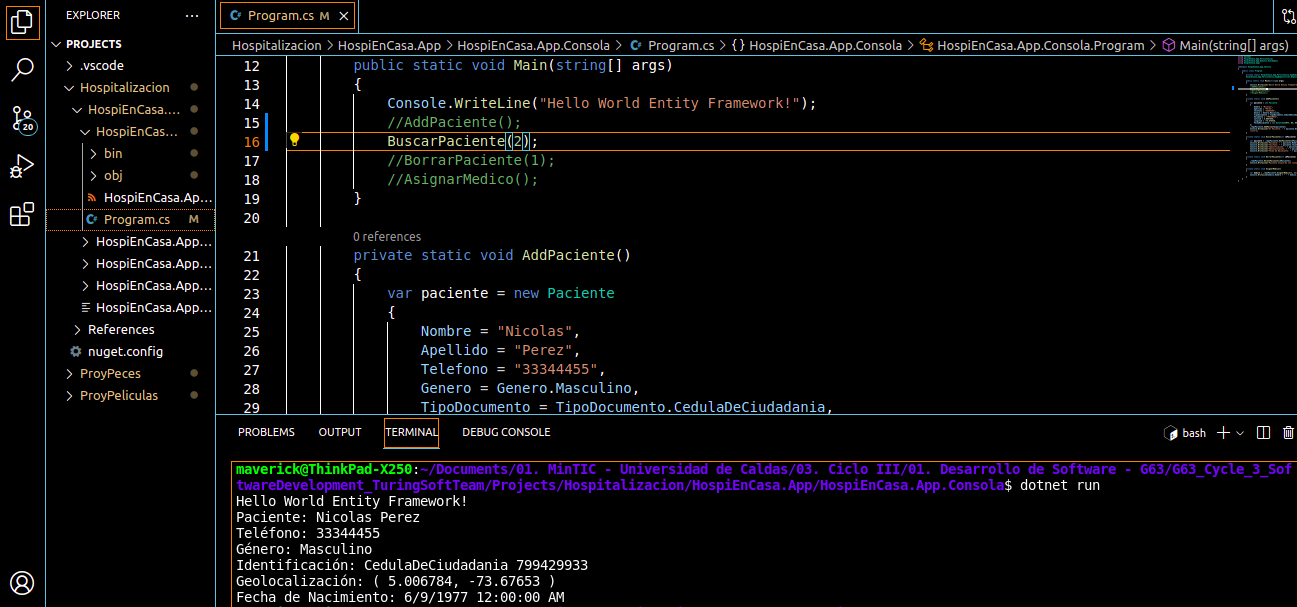 EXPLORER
···
PROJECTS
.vscode
Hospitalizacion
HospiEnCasa....
HospiEnCas...
bin
obj
HospiEnCasa.Ap...
Program.cs M
HospiEnCasa.App...
HospiEnCasa.App...
HospiEnCasa.App...
HospiEnCasa.App...
References
nuget.config
ProyPeces
ProyPeliculas
20
Program.cs M
Hospitalizacion > HospiEnCasa.App > HospiEnCasa.App.Consola > Program.cs > {} HospiEnCasa.App.Consola > HospiEnCasa.App.Consola.Program > Main(string[] args)
12 public static void Main(string[] args)
13 {
14 Console.WriteLine("Hello World Entity Framework!");
15 //AddPaciente();
16 BuscarPaciente(2);
17 //BorrarPaciente(1);
18 //AsignarMedico();
19 }
20
0 references
21 private static void AddPaciente()
22 {
23 var paciente = new Paciente
24 {
25 Nombre = "Nicolas",
26 Apellido = "Perez",
27 Telefono = "33344455",
28 Genero = Genero.Masculino,
29 TipoDocumento = TipoDocumento.CedulaDeCiudadania,
PROBLEMS OUTPUT TERMINAL DEBUG CONSOLE
bash
maverick@ThinkPad-X250:~/Documents/01. MinTIC - Universidad de Caldas/03. Ciclo III/01. Desarrollo de Software - G63/G63_Cycle_3_Sof
twareDevelopment_TuringSoftTeam/Projects/Hospitalizacion/HospiEnCasa.App/HospiEnCasa.App.Consola$ dotnet run
Hello World Entity Framework!
Paciente: Nicolas Perez
Teléfono: 33344455
Género: Masculino
Identificación: CedulaDeCiudadania 799429933
Geolocalización: ( 5.006784, -73.67653 )
Fecha de Nacimiento: 6/9/1977 12:00:00 AM